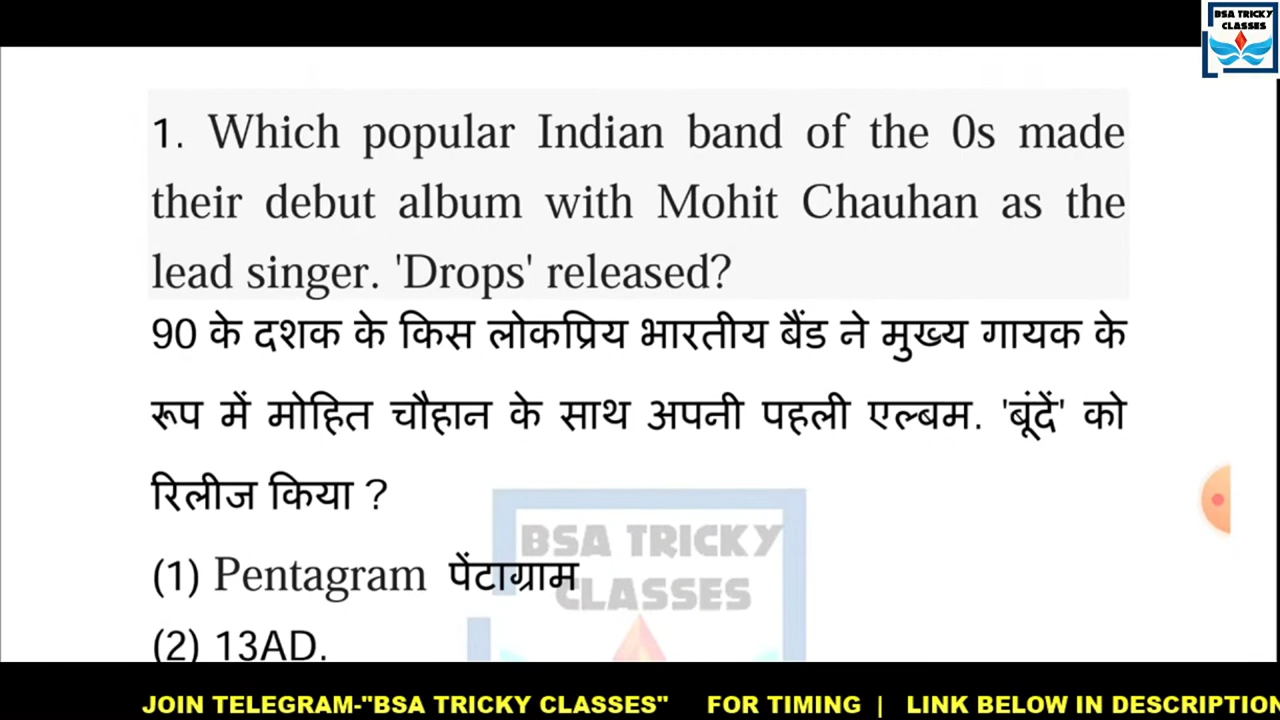 BSA TRICKY
CLASSES
1. Which popular Indian band of the 0s made
their debut album with Mohit Chauhan as the
lead singer. 'Drops' released?
90 के दशक के किस लोकप्रिय भारतीय बैंड ने मुख्य गायक के
रूप में मोहित चौहान के साथ अपनी पहली एल्बम. 'बूंदें' को
रिलीज किया ?
BSA TRICKY
(1) Pentagram पेंटाग्राम
CLASSES
(2) 13AD.
JOIN TELEGRAM-"BSA TRICKY CLASSES" FOR TIMING | LINK BELOW IN DESCRIPTION